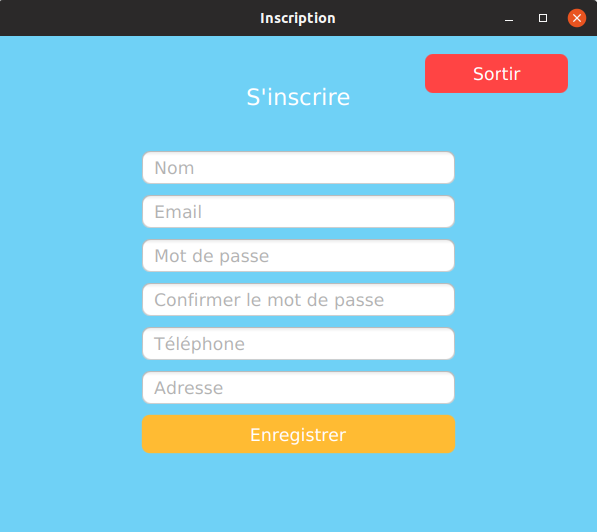 Inscription
Sortir
S'inscrire
Nom
Email
Mot de passe
Confirmer le mot de passe
Téléphone
Adresse
Enregistrer